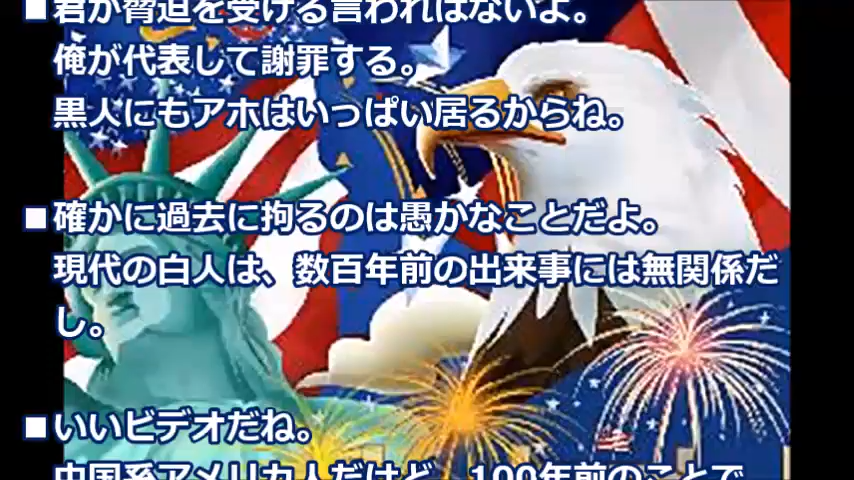 ■君が脅迫を受ける言われはないよ。
俺が代表して謝罪する。
黒人にもアホはいっぱい居るからね。
■確かに過去に拘るのは愚かなことだよ。
現代の白人は、数百年前の出来事には無関係だ
し。
■いいビデオだね。
中国系アメリカ人だけど、100年前のことで